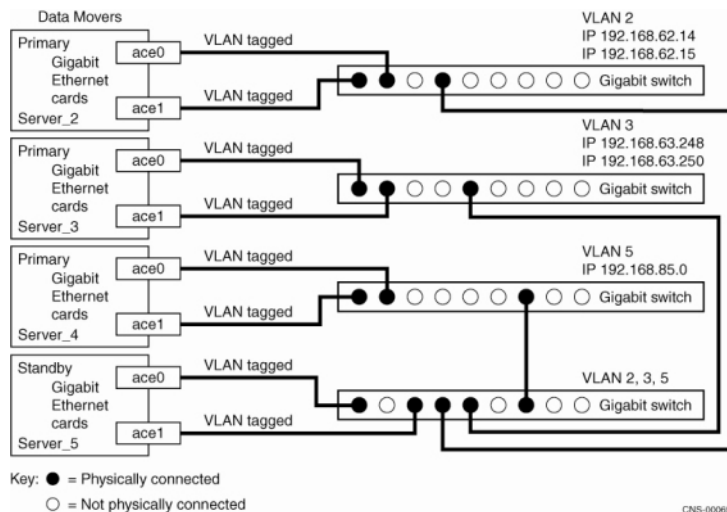 Data Movers
VLAN 2
IP 192.168.62.14
IP 192.168.62.15
Primary
Gigabit
Ethernet
cards
Server_2
ace0
VLAN tagged
ace1
VLAN tagged
Gigabit switch
VLAN 3
IP 192.168.63.248
IP 192.168.63.250
Primary
Gigabit
Ethernet
cards
Server_3
ace0
VLAN tagged
ace1
VLAN tagged
Gigabit switch
VLAN 5
IP 192.168.85.0
Primary
Gigabit
Ethernet
cards
Server_4
ace0
VLAN tagged
ace1
VLAN tagged
Gigabit switch
VLAN 2, 3, 5
Standby
Gigabit
Ethernet
cards
Server_5
ace0
VLAN tagged
ace1
VLAN tagged
Gigabit switch
Key: ● = Physically connected
○ = Not physically connected